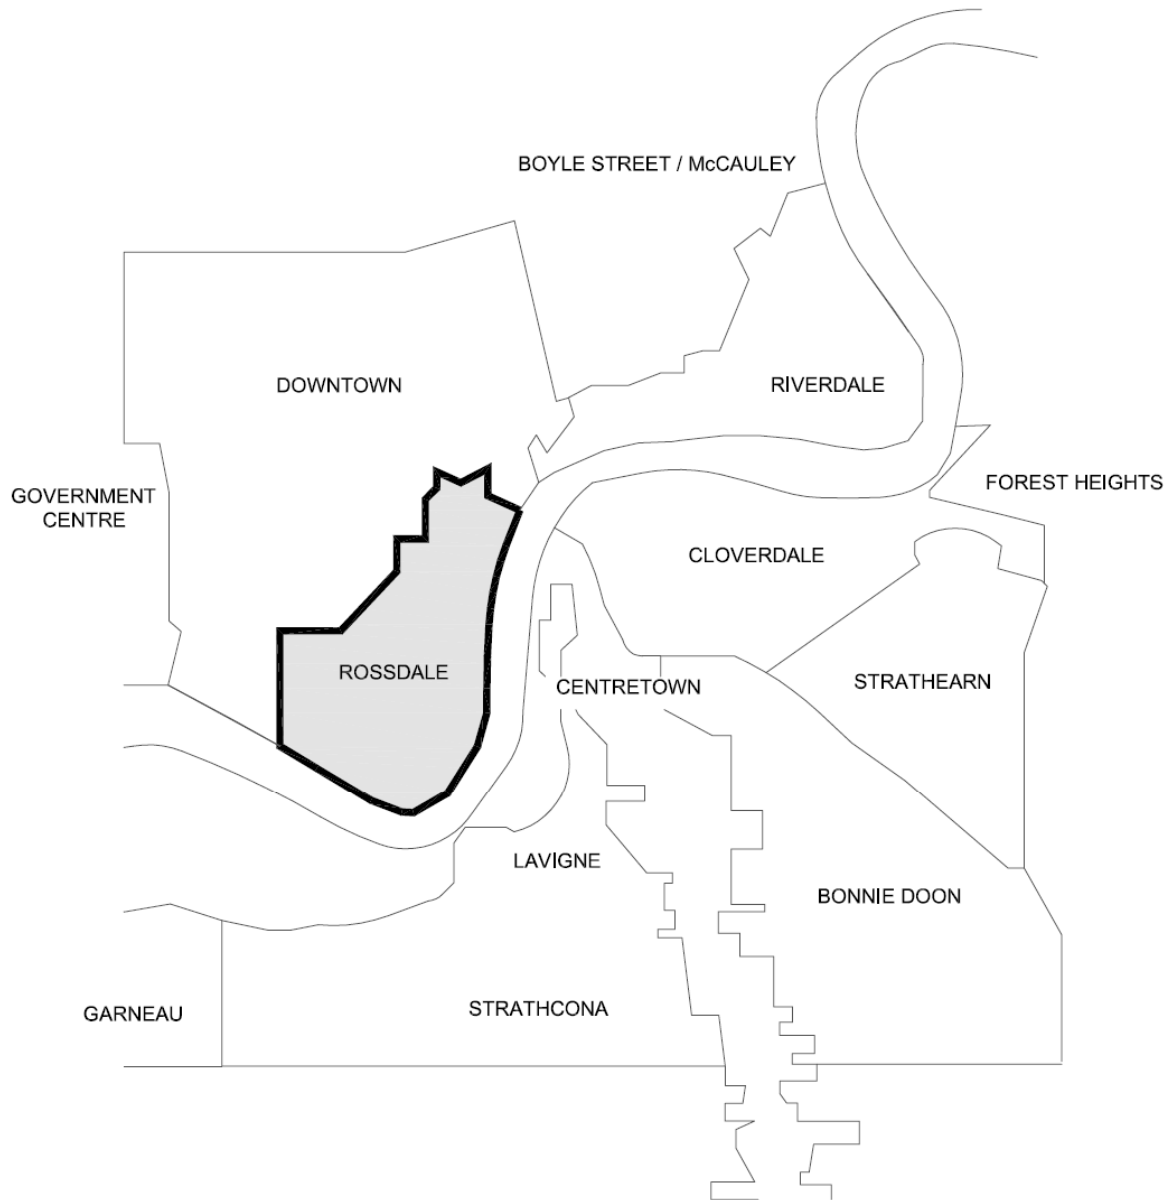 BOYLE STREET / McCAULEY
DOWNTOWN
RIVERDALE
GOVERNMENT
CENTRE
FOREST HEIGHTS
CLOVERDALE
ROSSDALE
CENTRETOWN
STRATHEARN
LAVIGNE
BONNIE DOON
GARNEAU
STRATHCONA